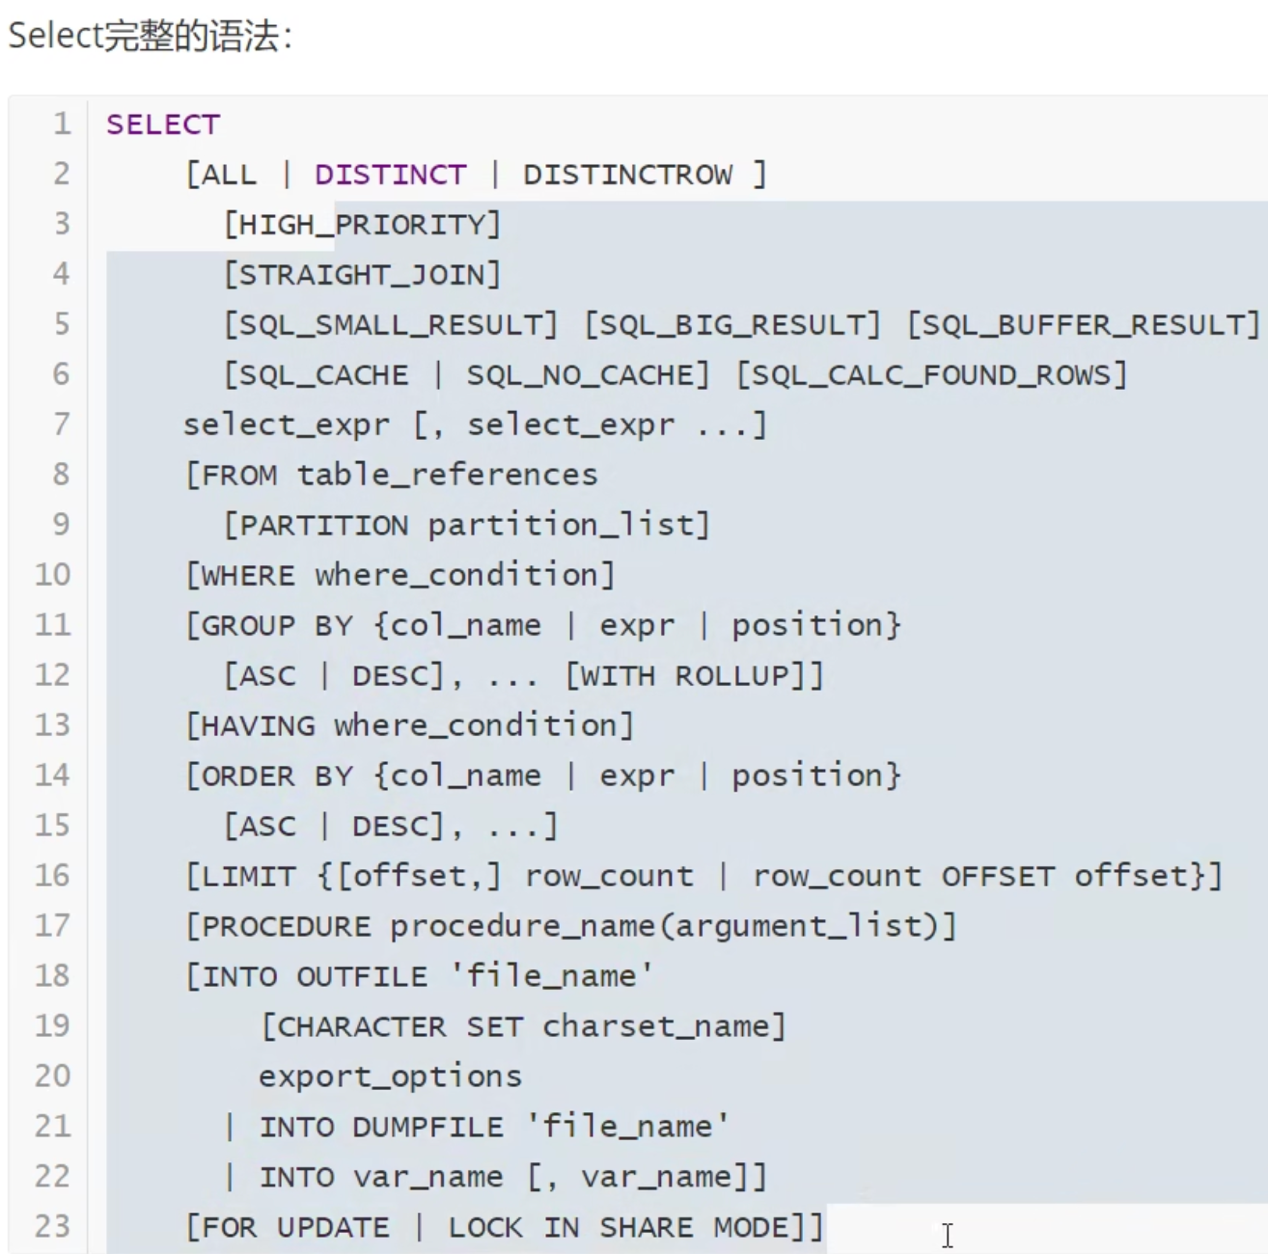 Select完整的语法：
1 SELECT
2 [ALL | DISTINCT | DISTINCTROW ]
3 [HIGH_PRIORITY]
4 [STRAIGHT_JOIN]
5 [SQL_SMALL_RESULT] [SQL_BIG_RESULT] [SQL_BUFFER_RESULT]
6 [SQL_CACHE | SQL_NO_CACHE] [SQL_CALC_FOUND_ROWS]
7 select_expr [, select_expr ...]
8 [FROM table_references
9 [PARTITION partition_list]
10 [WHERE where_condition]
11 [GROUP BY {col_name | expr | position}
12 [ASC | DESC], ... [WITH ROLLUP]]
13 [HAVING where_condition]
14 [ORDER BY {col_name | expr | position}
15 [ASC | DESC], ...]
16 [LIMIT {[offset,] row_count | row_count OFFSET offset}]
17 [PROCEDURE procedure_name(argument_list)]
18 [INTO OUTFILE 'file_name'
19 [CHARACTER SET charset_name]
20 export_options
21 | INTO DUMPFILE 'file_name'
22 | INTO var_name [, var_name]]
23 [FOR UPDATE | LOCK IN SHARE MODE]]